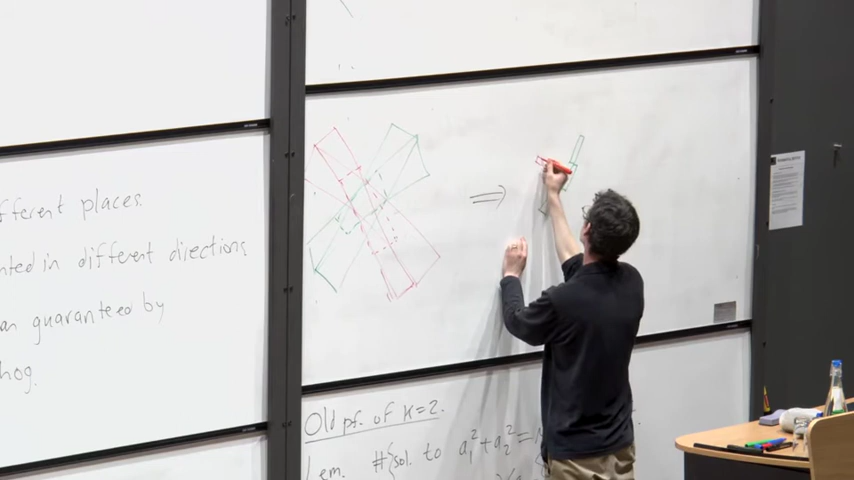 fferent places.
nted in different directions
an guaranteed by
hog.
⇒
Old pf. of K=2.
Lem. #{sol. to a₁²+a₂²=